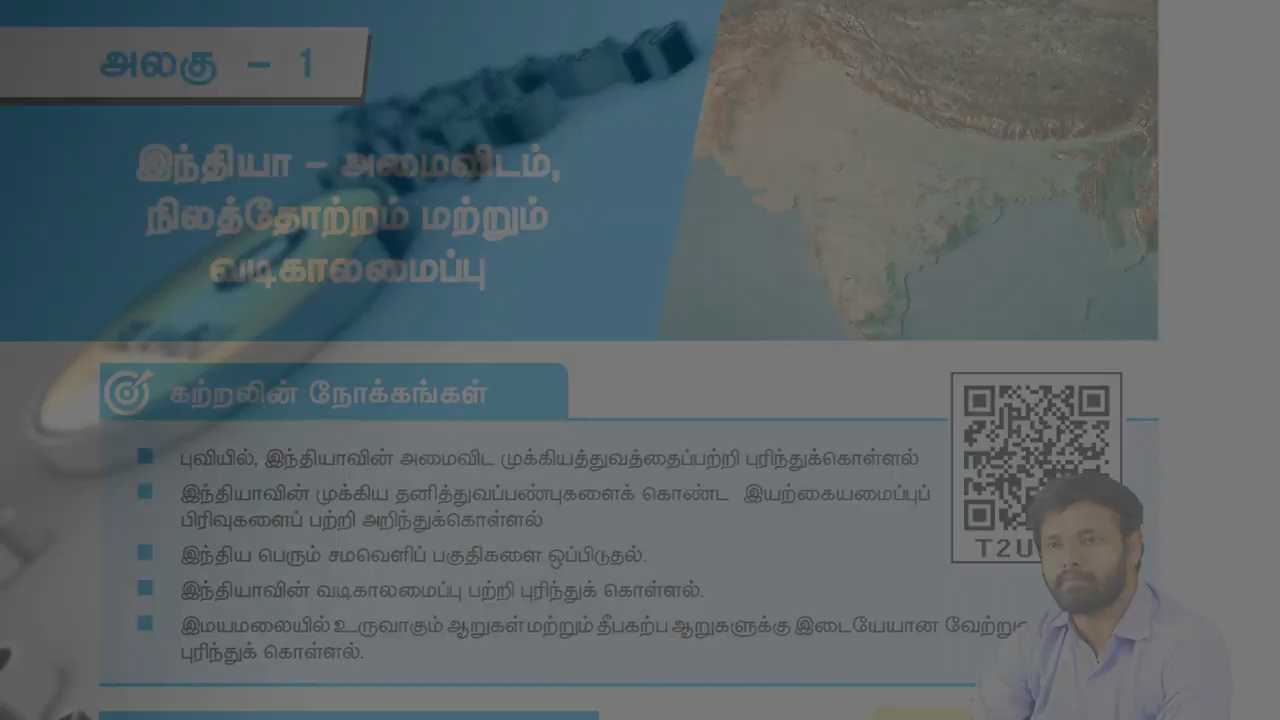 அலகு - 1
இந்தியா – அமைவிடம்,
நிலத்தோற்றம் மற்றும்
வடிகாலமைப்பு
கற்றலின் நோக்கங்கள்
புவியில், இந்தியாவின் அமைவிட முக்கியத்துவத்தைப்பற்றி புரிந்துக்கொள்ளல்
இந்தியாவின் முக்கிய தனித்துவப்பண்புகளைக் கொண்ட இயற்கையமைப்புப்
பிரிவுகளைப் பற்றி அறிந்துக்கொள்ளல்
இந்திய பெரும் சமவெளிப் பகுதிகளை ஒப்பிடுதல்.
இந்தியாவின் வடிகாலமைப்பு பற்றி புரிந்துக் கொள்ளல்.
இமயமலையில் உருவாகும் ஆறுகள் மற்றும் தீபகற்ப ஆறுகளுக்கு இடையேயான
புரிந்துக் கொள்ளல்.
T2U